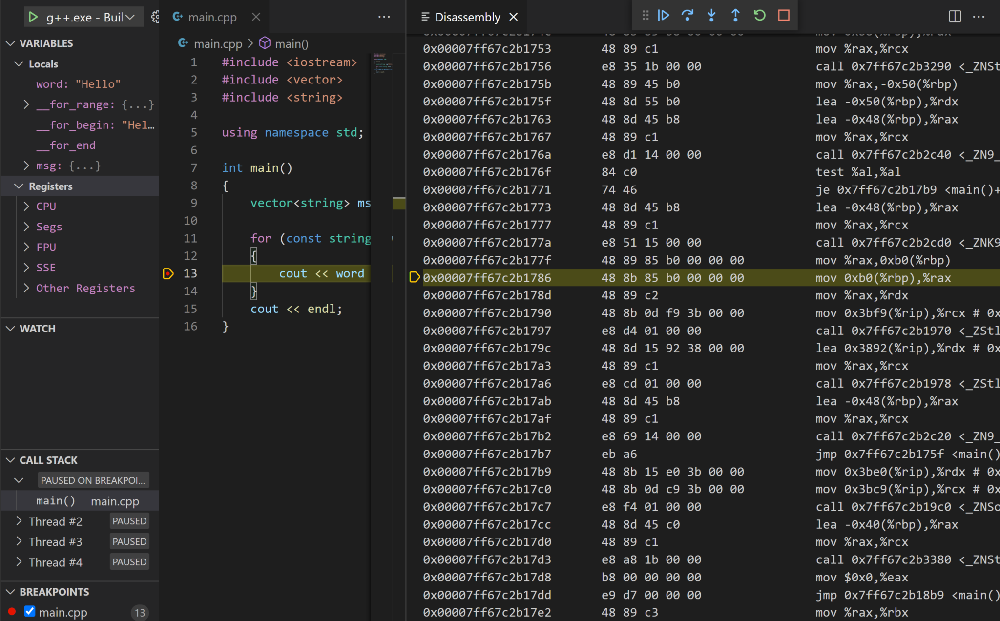 g++.exe - Buil
VARIABLES
Locals
word: "Hello"
__for_range: {...}
__for_begin: "Hel…
__for_end
msg: {...}
Registers
CPU
Segs
FPU
SSE
Other Registers
WATCH
CALL STACK
PAUSED ON BREAKPOI...
main() main.cpp
Thread #2 PAUSED
Thread #3 PAUSED
Thread #4 PAUSED
BREAKPOINTS
main.cpp 13
main.cpp
main.cpp > main()
1 #include <iostream>
2 #include <vector>
3 #include <string>
4
5 using namespace std;
6
7 int main()
8 {
9 vector<string> ms
10
11 for (const string
12 {
13 cout << word
14 }
15 cout << endl;
16 }
Disassembly
0x00007ff67c2b1753 48 89 c1 mov %rax,%rcx
0x00007ff67c2b1756 e8 35 1b 00 00 call 0x7ff67c2b3290 <_ZNSt
0x00007ff67c2b175b 48 89 45 b0 mov %rax,-0x50(%rbp)
0x00007ff67c2b175f 48 8d 55 b0 lea -0x50(%rbp),%rdx
0x00007ff67c2b1763 48 8d 45 b8 lea -0x48(%rbp),%rax
0x00007ff67c2b1767 48 89 c1 mov %rax,%rcx
0x00007ff67c2b176a e8 d1 14 00 00 call 0x7ff67c2b2c40 <_ZN9_
0x00007ff67c2b176f 84 c0 test %al,%al
0x00007ff67c2b1771 74 46 je 0x7ff67c2b17b9 <main()+
0x00007ff67c2b1773 48 8d 45 b8 lea -0x48(%rbp),%rax
0x00007ff67c2b1777 48 89 c1 mov %rax,%rcx
0x00007ff67c2b177a e8 51 15 00 00 call 0x7ff67c2b2cd0 <_ZNK9
0x00007ff67c2b177f 48 89 85 b0 00 00 00 mov %rax,0xb0(%rbp)
0x00007ff67c2b1786 48 8b 85 b0 00 00 00 mov 0xb0(%rbp),%rax
0x00007ff67c2b178d 48 89 c2 mov %rax,%rdx
0x00007ff67c2b1790 48 8b 0d f9 3b 00 00 mov 0x3bf9(%rip),%rcx # 0x
0x00007ff67c2b1797 e8 d4 01 00 00 call 0x7ff67c2b1970 <_ZStl
0x00007ff67c2b179c 48 8d 15 92 38 00 00 lea 0x3892(%rip),%rdx # 0x
0x00007ff67c2b17a3 48 89 c1 mov %rax,%rcx
0x00007ff67c2b17a6 e8 cd 01 00 00 call 0x7ff67c2b1978 <_ZStl
0x00007ff67c2b17ab 48 8d 45 b8 lea -0x48(%rbp),%rax
0x00007ff67c2b17af 48 89 c1 mov %rax,%rcx
0x00007ff67c2b17b2 e8 69 14 00 00 call 0x7ff67c2b2c20 <_ZN9_
0x00007ff67c2b17b7 eb a6 jmp 0x7ff67c2b175f <main()
0x00007ff67c2b17b9 48 8b 15 e0 3b 00 00 mov 0x3be0(%rip),%rdx # 0x
0x00007ff67c2b17c0 48 8b 0d c9 3b 00 00 mov 0x3bc9(%rip),%rcx # 0x
0x00007ff67c2b17c7 e8 f4 01 00 00 call 0x7ff67c2b19c0 <_ZNSo
0x00007ff67c2b17cc 48 8d 45 c0 lea -0x40(%rbp),%rax
0x00007ff67c2b17d0 48 89 c1 mov %rax,%rcx
0x00007ff67c2b17d3 e8 a8 1b 00 00 call 0x7ff67c2b3380 <_ZNSt
0x00007ff67c2b17d8 b8 00 00 00 00 mov $0x0,%eax
0x00007ff67c2b17dd e9 d7 00 00 00 jmp 0x7ff67c2b18b9 <main()
0x00007ff67c2b17e2 48 89 c3 mov %rax,%rbx